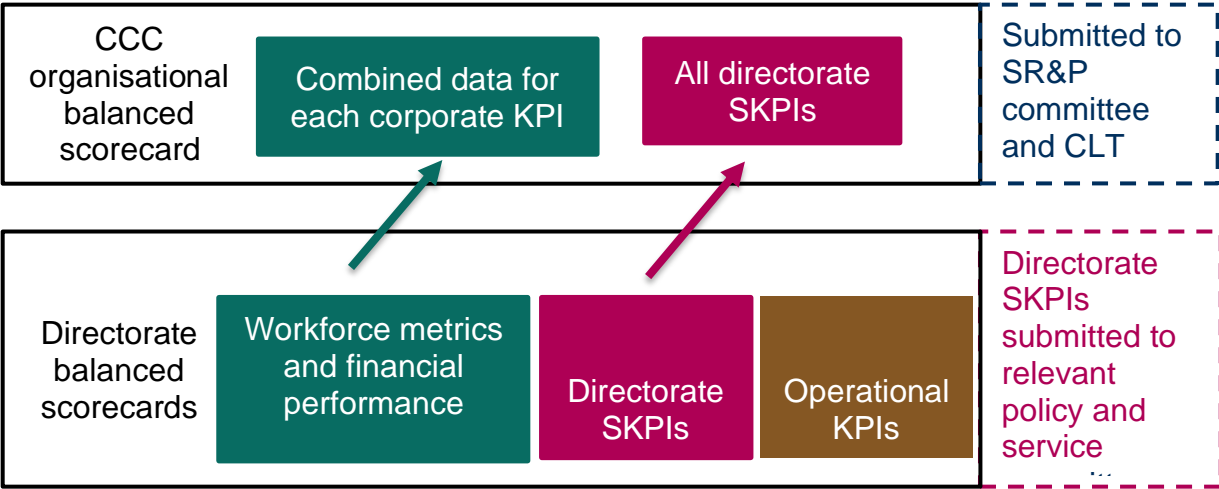 CCC
organisational
balanced
scorecard
Combined data for
each corporate KPI
All directorate
SKPIs
Submitted to
SR&P
committee
and CLT
Directorate
balanced
scorecards
Workforce metrics
and financial
performance
Directorate
SKPIs
Operational
KPIs
Directorate
SKPIs
submitted to
relevant
policy and
service